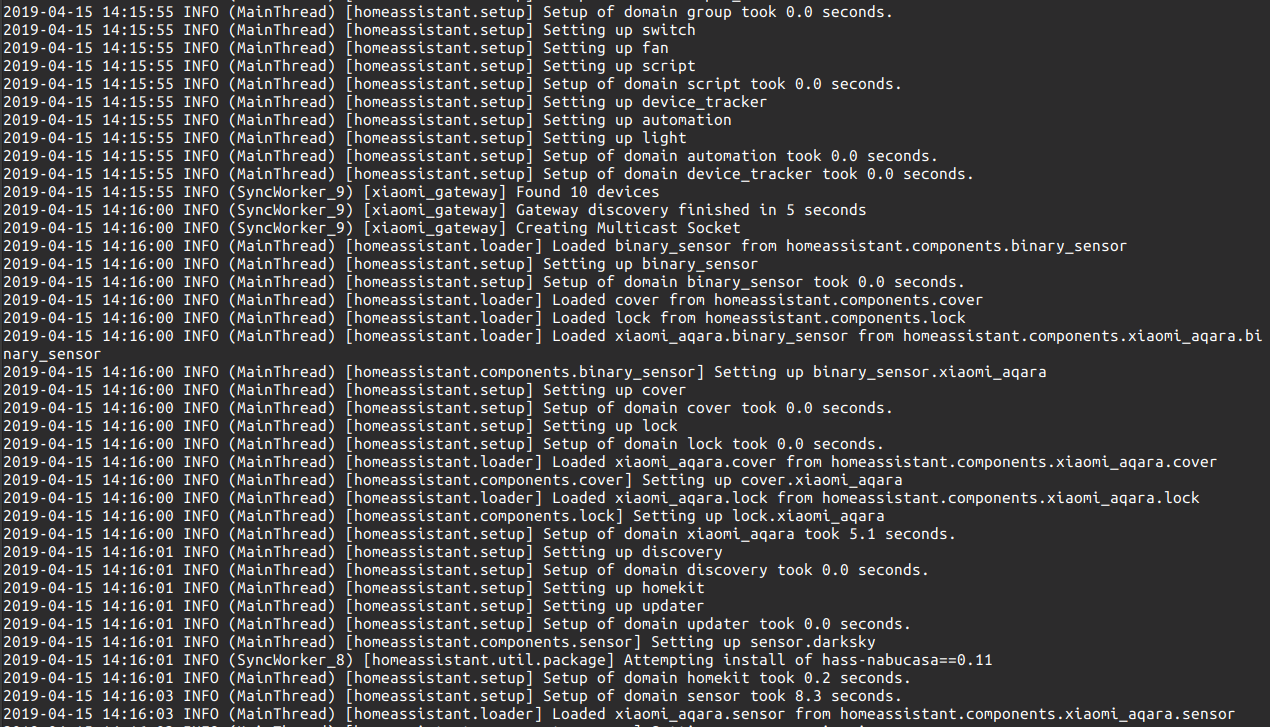 2019-04-15 14:15:55 INFO (MainThread) [homeassistant.setup] Setup of domain group took 0.0 seconds.
2019-04-15 14:15:55 INFO (MainThread) [homeassistant.setup] Setting up switch
2019-04-15 14:15:55 INFO (MainThread) [homeassistant.setup] Setting up fan
2019-04-15 14:15:55 INFO (MainThread) [homeassistant.setup] Setting up script
2019-04-15 14:15:55 INFO (MainThread) [homeassistant.setup] Setup of domain script took 0.0 seconds.
2019-04-15 14:15:55 INFO (MainThread) [homeassistant.setup] Setting up device_tracker
2019-04-15 14:15:55 INFO (MainThread) [homeassistant.setup] Setting up automation
2019-04-15 14:15:55 INFO (MainThread) [homeassistant.setup] Setting up light
2019-04-15 14:15:55 INFO (MainThread) [homeassistant.setup] Setup of domain automation took 0.0 seconds.
2019-04-15 14:15:55 INFO (MainThread) [homeassistant.setup] Setup of domain device_tracker took 0.0 seconds.
2019-04-15 14:15:55 INFO (SyncWorker_9) [xiaomi_gateway] Found 10 devices
2019-04-15 14:16:00 INFO (SyncWorker_9) [xiaomi_gateway] Gateway discovery finished in 5 seconds
2019-04-15 14:16:00 INFO (SyncWorker_9) [xiaomi_gateway] Creating Multicast Socket
2019-04-15 14:16:00 INFO (MainThread) [homeassistant.loader] Loaded binary_sensor from homeassistant.components.binary_sensor
2019-04-15 14:16:00 INFO (MainThread) [homeassistant.setup] Setting up binary_sensor
2019-04-15 14:16:00 INFO (MainThread) [homeassistant.setup] Setup of domain binary_sensor took 0.0 seconds.
2019-04-15 14:16:00 INFO (MainThread) [homeassistant.loader] Loaded cover from homeassistant.components.cover
2019-04-15 14:16:00 INFO (MainThread) [homeassistant.loader] Loaded lock from homeassistant.components.lock
2019-04-15 14:16:00 INFO (MainThread) [homeassistant.loader] Loaded xiaomi_aqara.binary_sensor from homeassistant.components.xiaomi_aqara.bi
nary_sensor
2019-04-15 14:16:00 INFO (MainThread) [homeassistant.components.binary_sensor] Setting up binary_sensor.xiaomi_aqara
2019-04-15 14:16:00 INFO (MainThread) [homeassistant.setup] Setting up cover
2019-04-15 14:16:00 INFO (MainThread) [homeassistant.setup] Setup of domain cover took 0.0 seconds.
2019-04-15 14:16:00 INFO (MainThread) [homeassistant.setup] Setting up lock
2019-04-15 14:16:00 INFO (MainThread) [homeassistant.setup] Setup of domain lock took 0.0 seconds.
2019-04-15 14:16:00 INFO (MainThread) [homeassistant.loader] Loaded xiaomi_aqara.cover from homeassistant.components.xiaomi_aqara.cover
2019-04-15 14:16:00 INFO (MainThread) [homeassistant.components.cover] Setting up cover.xiaomi_aqara
2019-04-15 14:16:00 INFO (MainThread) [homeassistant.loader] Loaded xiaomi_aqara.lock from homeassistant.components.xiaomi_aqara.lock
2019-04-15 14:16:00 INFO (MainThread) [homeassistant.components.lock] Setting up lock.xiaomi_aqara
2019-04-15 14:16:00 INFO (MainThread) [homeassistant.setup] Setup of domain xiaomi_aqara took 5.1 seconds.
2019-04-15 14:16:01 INFO (MainThread) [homeassistant.setup] Setting up discovery
2019-04-15 14:16:01 INFO (MainThread) [homeassistant.setup] Setup of domain discovery took 0.0 seconds.
2019-04-15 14:16:01 INFO (MainThread) [homeassistant.setup] Setting up homekit
2019-04-15 14:16:01 INFO (MainThread) [homeassistant.setup] Setting up updater
2019-04-15 14:16:01 INFO (MainThread) [homeassistant.setup] Setup of domain updater took 0.0 seconds.
2019-04-15 14:16:01 INFO (MainThread) [homeassistant.components.sensor] Setting up sensor.darksky
2019-04-15 14:16:01 INFO (SyncWorker_8) [homeassistant.util.package] Attempting install of hass-nabucasa==0.11
2019-04-15 14:16:01 INFO (MainThread) [homeassistant.setup] Setup of domain homekit took 0.2 seconds.
2019-04-15 14:16:03 INFO (MainThread) [homeassistant.setup] Setup of domain sensor took 8.3 seconds.
2019-04-15 14:16:03 INFO (MainThread) [homeassistant.loader] Loaded xiaomi_aqara.sensor from homeassistant.components.xiaomi_aqara.sensor